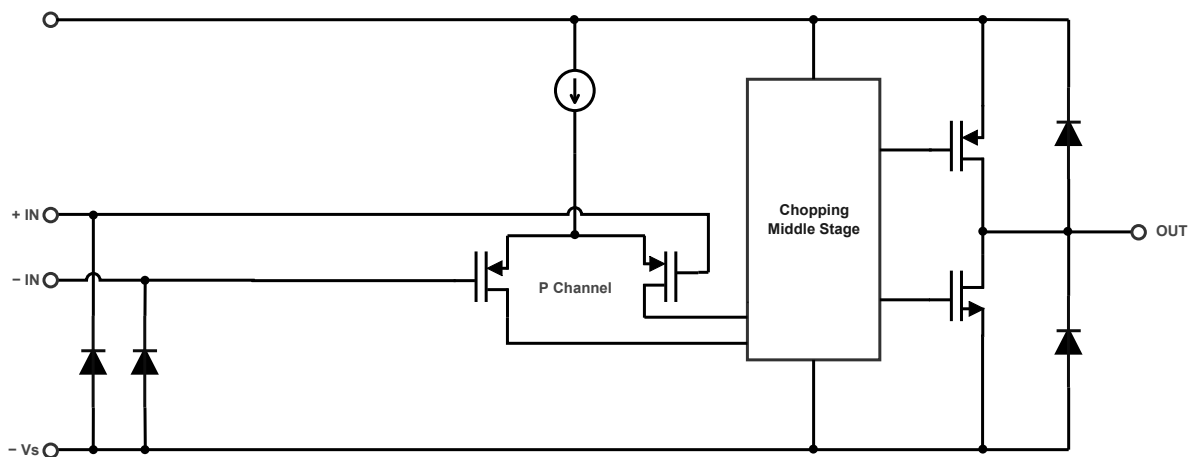 + IN
− IN
P Channel
Chopping
Middle Stage
OUT
− Vs